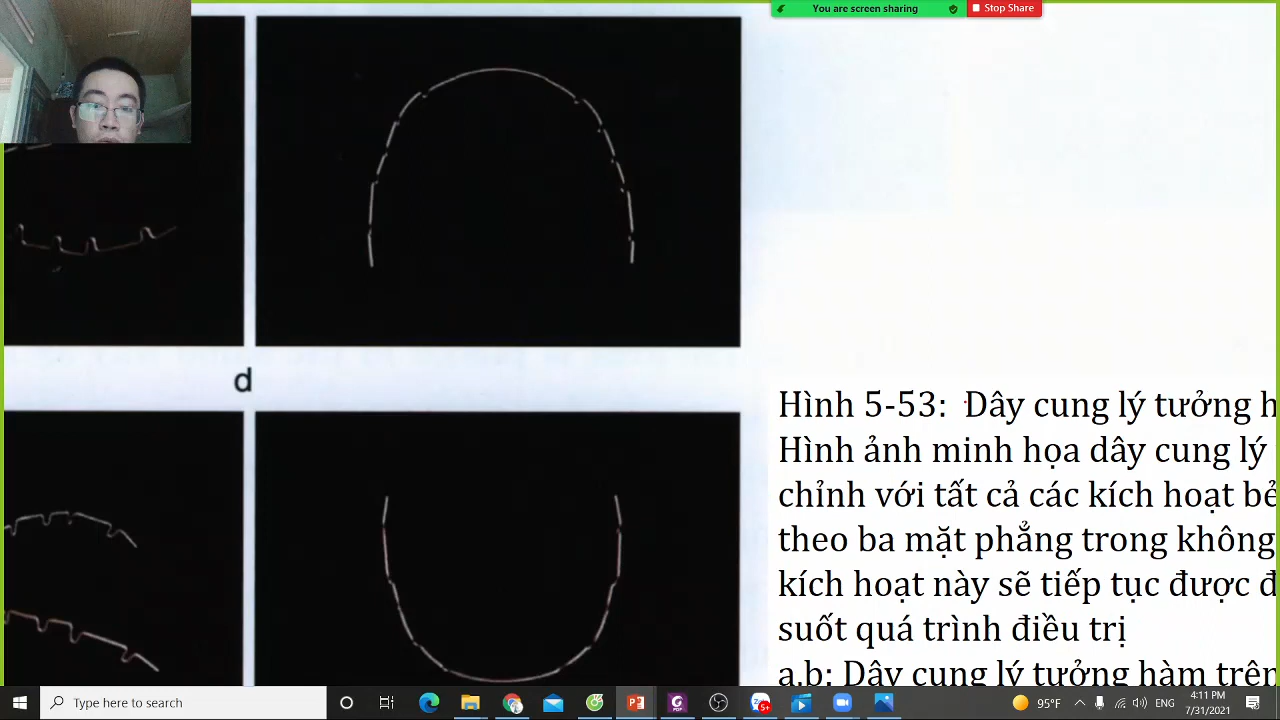 You are screen sharing
Stop Share
d
Hình 5-53: Dây cung lý tưởng h
Hình ảnh minh họa dây cung lý
chỉnh với tất cả các kích hoạt bẻ
theo ba mặt phẳng trong không
kích hoạt này sẽ tiếp tục được đ
suốt quá trình điều trị
a,b: Dây cung lý tưởng hàm trên
Type here to search
95°F
ENG
4:11 PM
7/31/2021